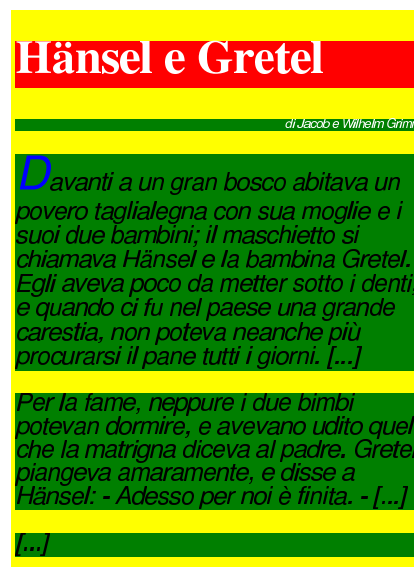 Hänsel e Gretel
di Jacob e Wilhelm Grimm
Davanti a un gran bosco abitava un
povero taglialegna con sua moglie e i
suoi due bambini; il maschietto si
chiamava Hänsel e la bambina Gretel.
Egli aveva poco da metter sotto i denti,
e quando ci fu nel paese una grande
carestia, non poteva neanche più
procurarsi il pane tutti i giorni. [...]
Per la fame, neppure i due bimbi
potevan dormire, e avevano udito quel
che la matrigna diceva al padre. Gretel
piangeva amaramente, e disse a
Hänsel: - Adesso per noi è finita. - [...]
[...]